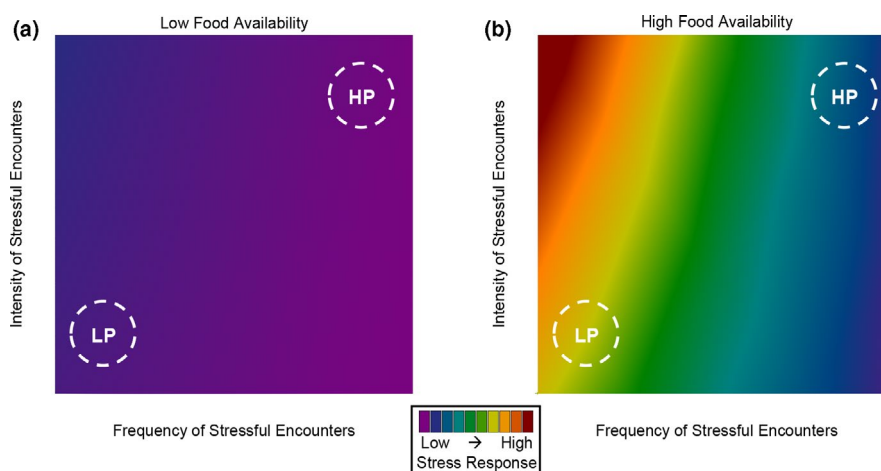 (a)
Low Food Availability
HP
LP
Intensity of Stressful Encounters
Frequency of Stressful Encounters
(b)
High Food Availability
HP
LP
Intensity of Stressful Encounters
Frequency of Stressful Encounters
Low → High
Stress Response